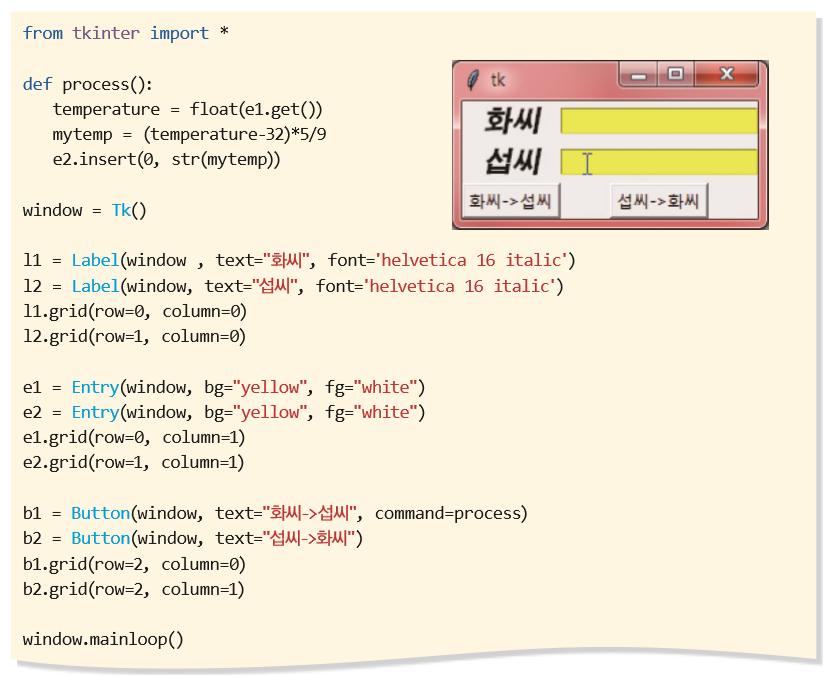 from tkinter import *
def process():
temperature = float(e1.get())
mytemp = (temperature-32)*5/9
e2.insert(0, str(mytemp))
window = Tk()
l1 = Label(window , text="화씨", font='helvetica 16 italic')
l2 = Label(window, text="섭씨", font='helvetica 16 italic')
l1.grid(row=0, column=0)
l2.grid(row=1, column=0)
e1 = Entry(window, bg="yellow", fg="white")
e2 = Entry(window, bg="yellow", fg="white")
e1.grid(row=0, column=1)
e2.grid(row=1, column=1)
b1 = Button(window, text="화씨->섭씨", command=process)
b2 = Button(window, text="섭씨->화씨")
b1.grid(row=2, column=0)
b2.grid(row=2, column=1)
window.mainloop()
tk
화씨
섭씨
화씨->섭씨 섭씨->화씨